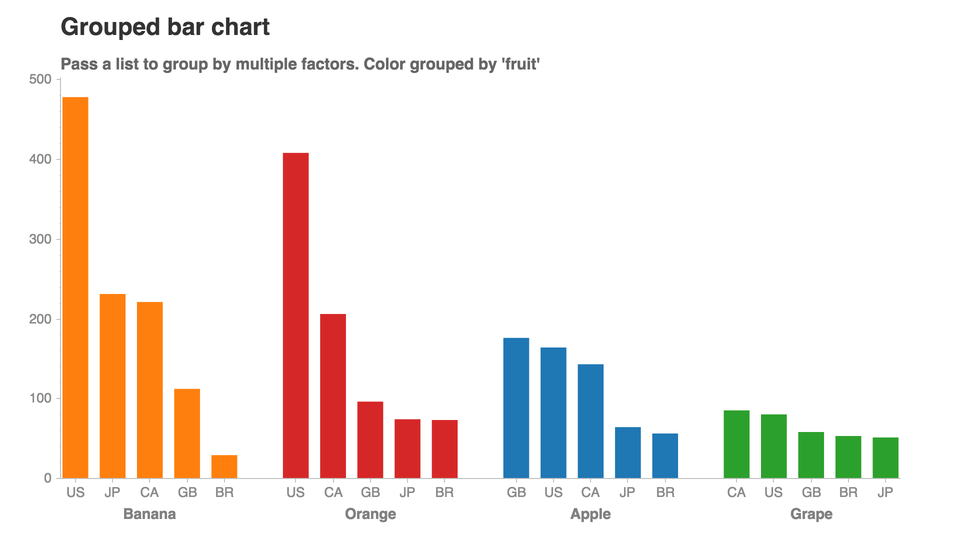 Grouped bar chart
Pass a list to group by multiple factors. Color grouped by 'fruit'
500
400
300
200
100
0
US JP CA GB BR US CA GB JP BR GB US CA JP BR CA US GB BR JP
Banana Orange Apple Grape